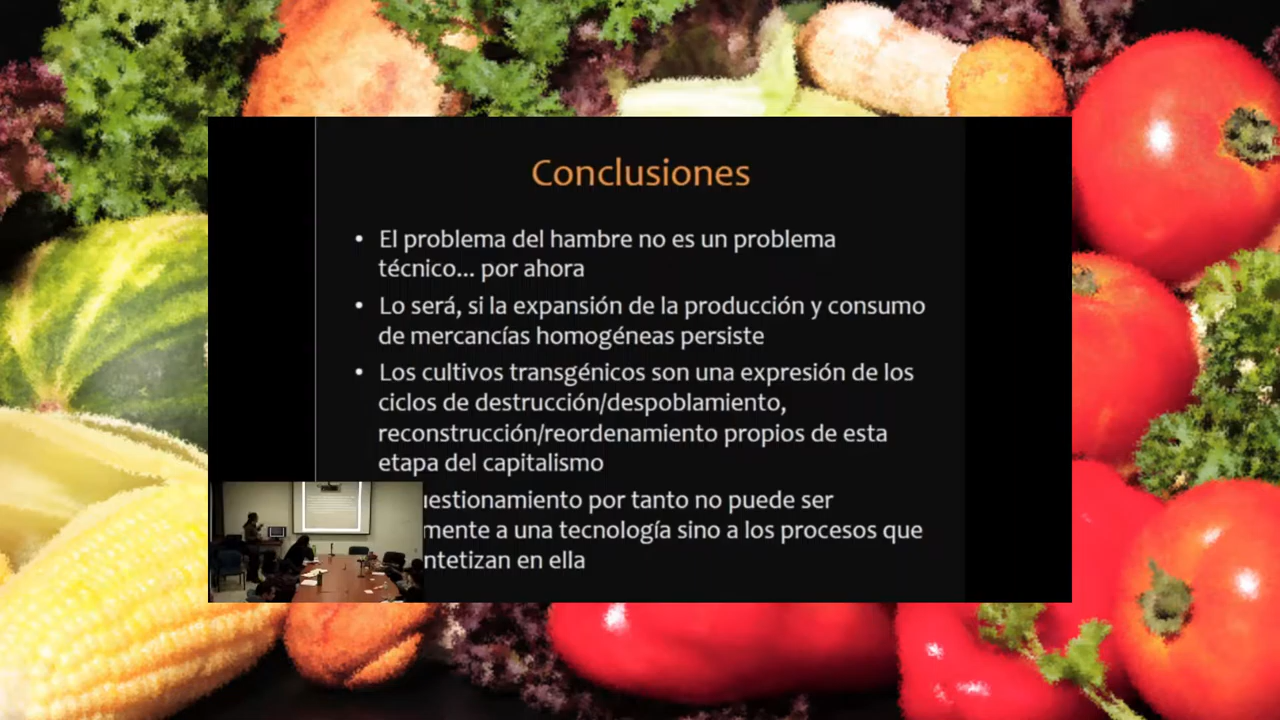 Conclusiones
• El problema del hambre no es un problema
técnico... por ahora
• Lo será, si la expansión de la producción y consumo
de mercancías homogéneas persiste
• Los cultivos transgénicos son una expresión de los
ciclos de destrucción/despoblamiento,
reconstrucción/reordenamiento propios de esta
etapa del capitalismo
uestionamiento por tanto no puede ser
mente a una tecnología sino a los procesos que
ntetizan en ella